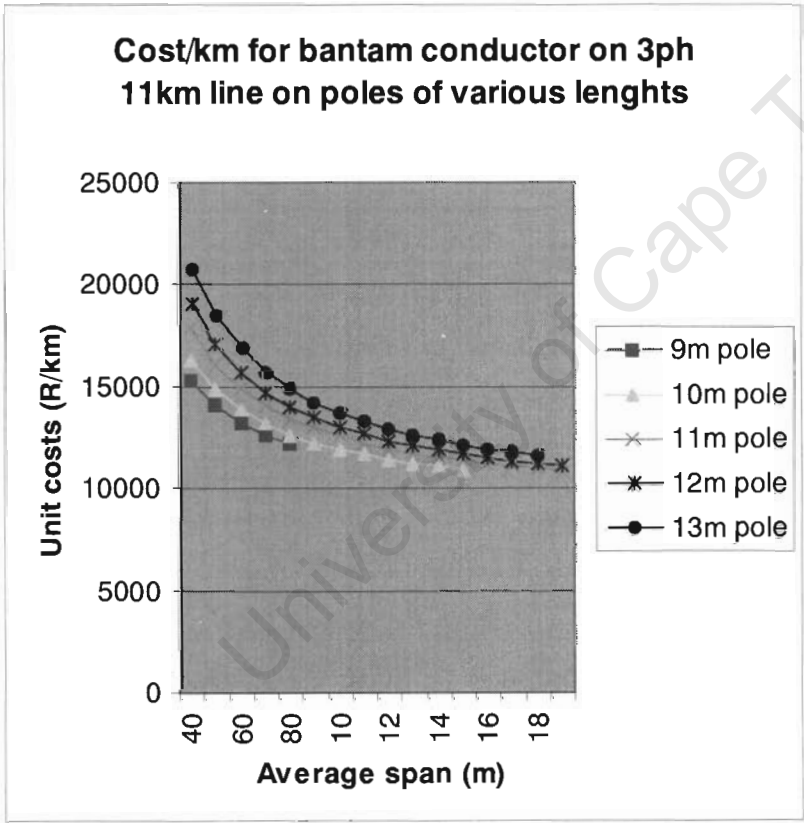 Cost/km for bantam conductor on 3ph
11km line on poles of various lenghts
25000
20000
15000
10000
5000
0
Unit costs (R/km)
40
60
80
10
12
14
16
18
Average span (m)
9m pole
10m pole
11m pole
12m pole
13m pole
University of Cape T